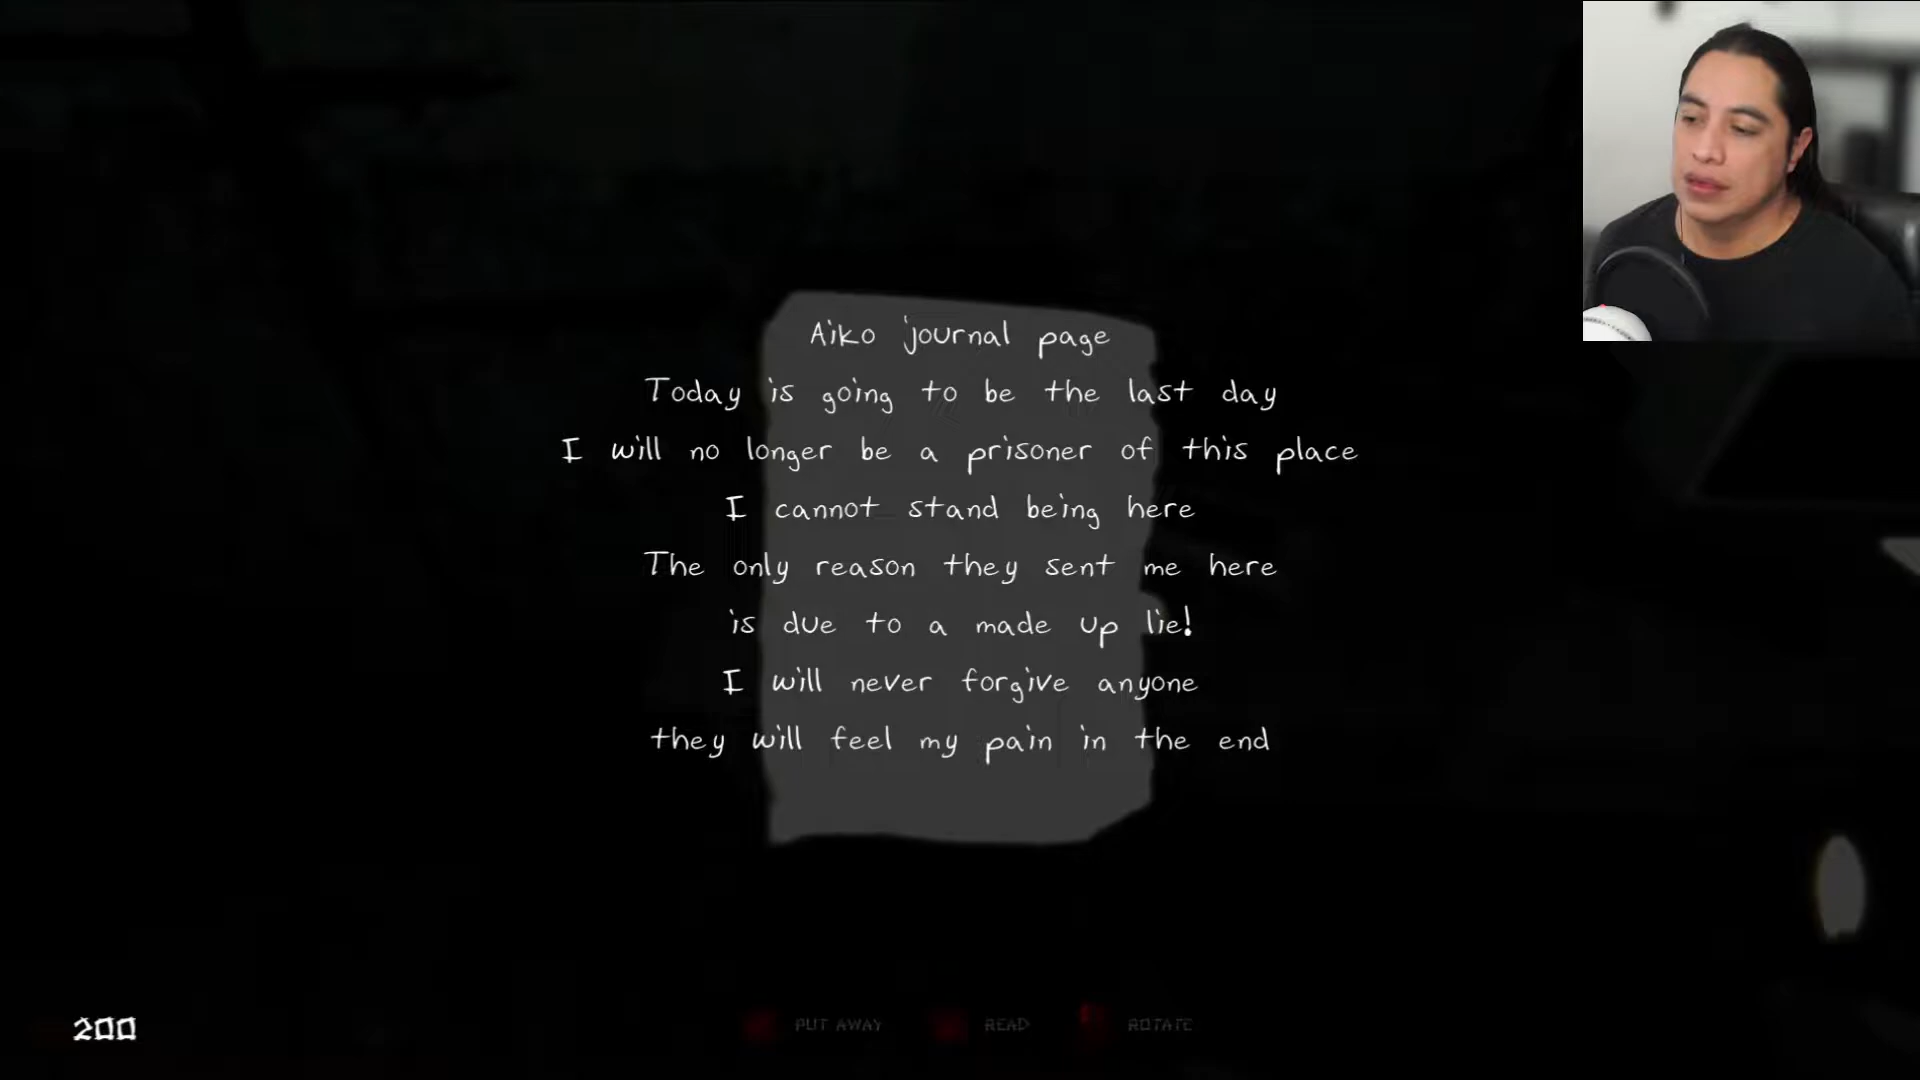 Aiko journal page
Today is going to be the last day
I will no longer be a prisoner of this place
I cannot stand being here
The only reason they sent me here
is due to a made up lie!
I will never forgive anyone
they will feel my pain in the end
200
PUT AWAY READ ROTATE